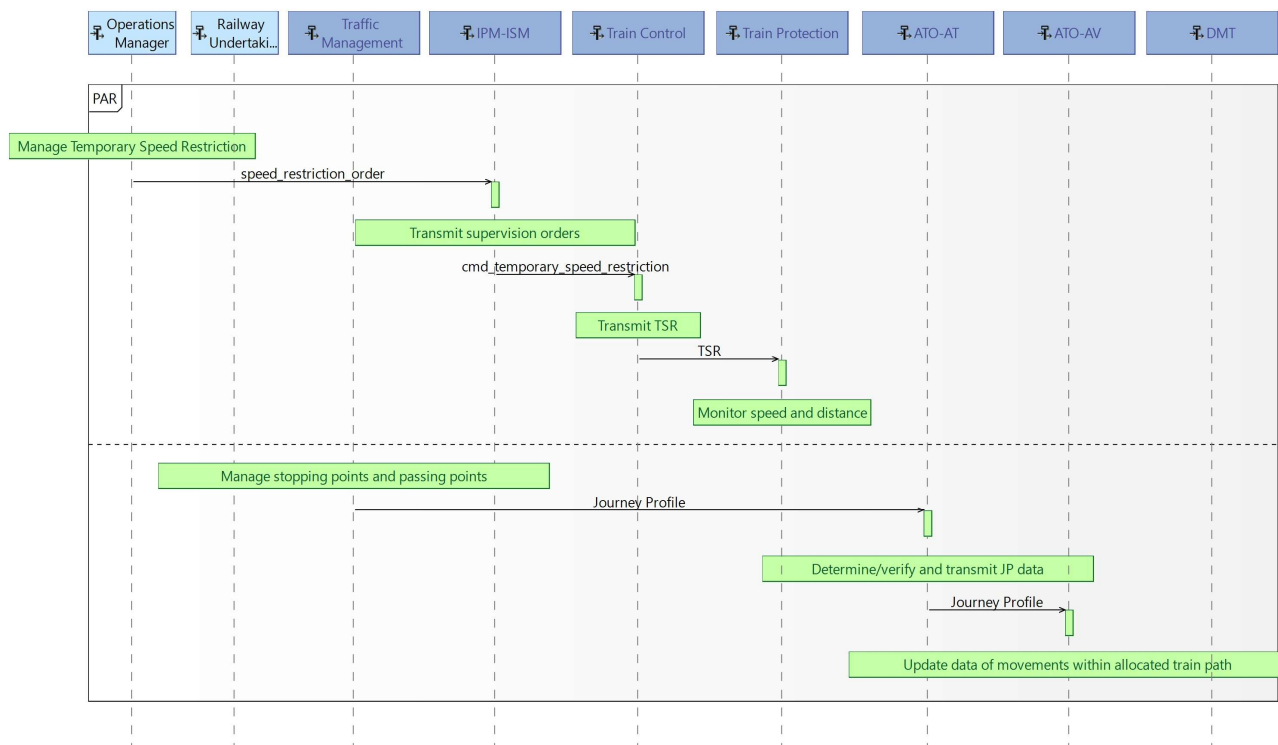 Operations
Manager
Railway
Undertaki...
Traffic
Management
IPM-ISM
Train Control
Train Protection
ATO-AT
ATO-AV
DMT
PAR
Manage Temporary Speed Restriction
speed_restriction_order
Transmit supervision orders
cmd_temporary_speed_restriction
Transmit TSR
TSR
Monitor speed and distance
Manage stopping points and passing points
Journey Profile
Determine/verify and transmit JP data
Journey Profile
Update data of movements within allocated train path